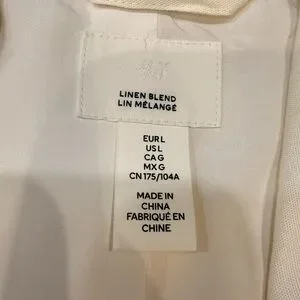 H&M
LINEN BLEND
LIN MÉLANGÉ
EUR L
US L
CA G
MX G
CN 175/104A
MADE IN
CHINA
FABRIQUÉ EN
CHINE